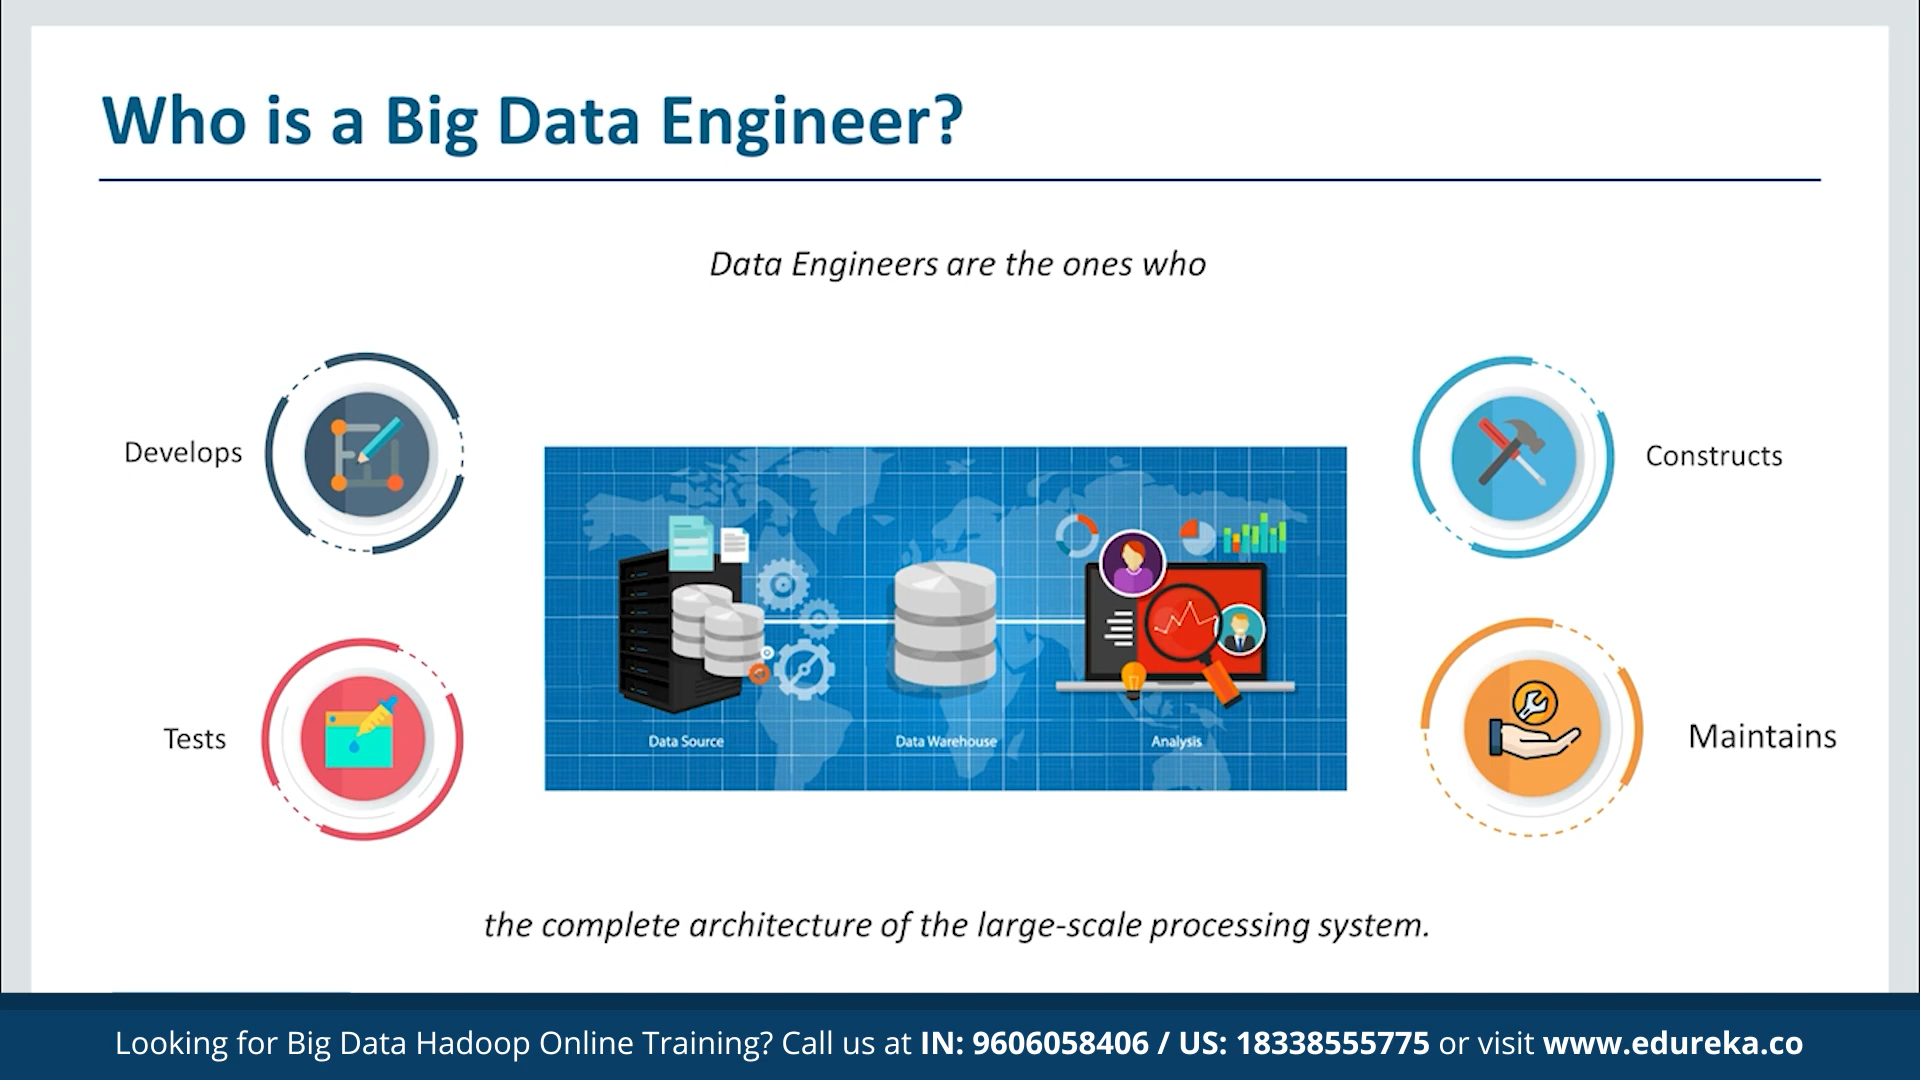 Who is a Big Data Engineer?
Data Engineers are the ones who
Develops
Constructs
Data Source
Data Warehouse
Analysis
Tests
Maintains
the complete architecture of the large-scale processing system.
Looking for Big Data Hadoop Online Training? Call us at IN: 9606058406 / US: 18338555775 or visit www.edureka.co